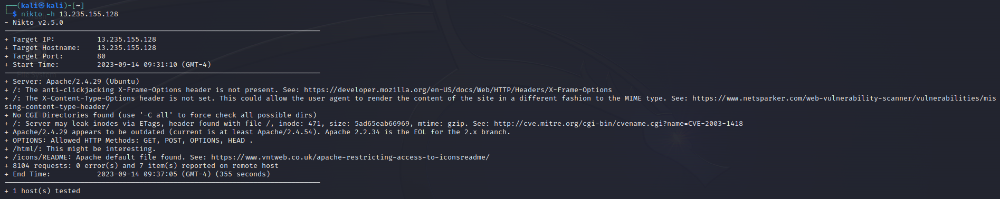 ┌──(kali㉿kali)-[~]
└─$ nikto -h 13.235.155.128
- Nikto v2.5.0
---------------------------------------------------------------------------
+ Target IP:          13.235.155.128
+ Target Hostname:    13.235.155.128
+ Target Port:        80
+ Start Time:         2023-09-14 09:31:10 (GMT-4)
---------------------------------------------------------------------------
+ Server: Apache/2.4.29 (Ubuntu)
+ /: The anti-clickjacking X-Frame-Options header is not present. See: https://developer.mozilla.org/en-US/docs/Web/HTTP/Headers/X-Frame-Options
+ /: The X-Content-Type-Options header is not set. This could allow the user agent to render the content of the site in a different fashion to the MIME type. See: https://www.netsparker.com/web-vulnerability-scanner/vulnerabilities/mis
sing-content-type-header/
+ No CGI Directories found (use '-C all' to force check all possible dirs)
+ /: Server may leak inodes via ETags, header found with file /, inode: 471, size: 5ad65eab66969, mtime: gzip. See: http://cve.mitre.org/cgi-bin/cvename.cgi?name=CVE-2003-1418
+ Apache/2.4.29 appears to be outdated (current is at least Apache/2.4.54). Apache 2.2.34 is the EOL for the 2.x branch.
+ OPTIONS: Allowed HTTP Methods: GET, POST, OPTIONS, HEAD .
+ /html/: This might be interesting.
+ /icons/README: Apache default file found. See: https://www.vntweb.co.uk/apache-restricting-access-to-iconsreadme/
+ 8104 requests: 0 error(s) and 7 item(s) reported on remote host
+ End Time:           2023-09-14 09:37:05 (GMT-4) (355 seconds)
---------------------------------------------------------------------------
+ 1 host(s) tested